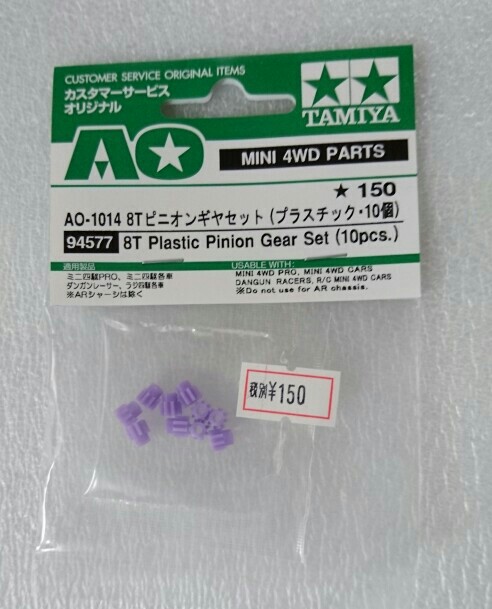 CUSTOMER SERVICE ORIGINAL ITEMS
カスタマーサービス
オリジナル
TAMIYA
AO
MINI 4WD PARTS
★ 150
AO-1014 8Tピニオンギヤセット (プラスチック・10個)
94577 8T Plastic Pinion Gear Set (10pcs.)
適用製品
ミニ四駆PRO、ミニ四駆各車
ダンガンレーサー、ラジ四駆各車
※ARシャーシは除く
USABLE WITH:
MINI 4WD PRO, MINI 4WD CARS
DANGUN RACERS, R/C MINI 4WD CARS
※Do not use for AR chassis.
税別¥150